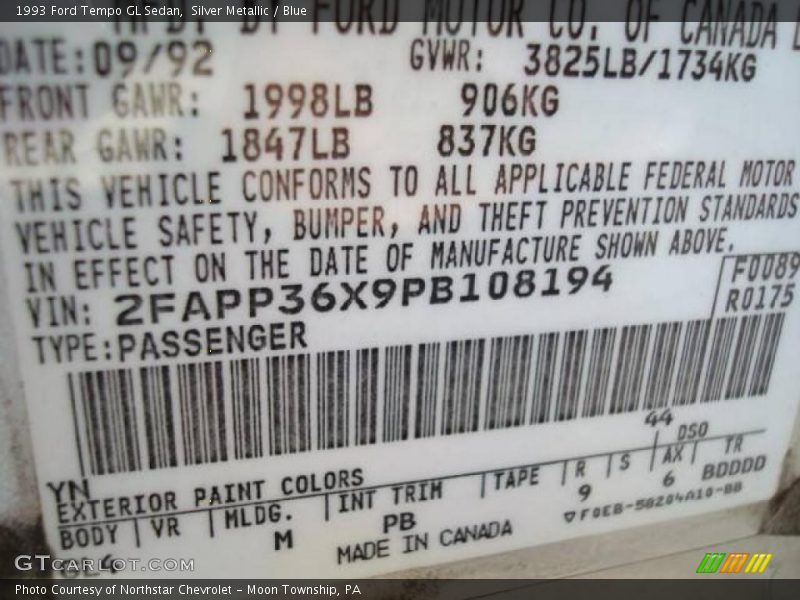 1993 Ford Tempo GL Sedan, Silver Metallic / Blue
BY FORD MOTOR CO. OF CANADA
DATE: 09/92 GVWR: 3825LB/1734KG
FRONT GAWR: 1998LB 906KG
REAR GAWR: 1847LB 837KG
THIS VEHICLE CONFORMS TO ALL APPLICABLE FEDERAL MOTOR
VEHICLE SAFETY, BUMPER, AND THEFT PREVENTION STANDARDS
IN EFFECT ON THE DATE OF MANUFACTURE SHOWN ABOVE.
VIN: 2FAPP36X9PB108194 F0089
TYPE: PASSENGER R0175
44
YN DSO
EXTERIOR PAINT COLORS
BODY VR MLDG. INT TRIM TAPE R S AX TR
M PB 9 6 BDDDD
MADE IN CANADA ▽F0EB-58204A10-BB
GTCarLot.com
Photo Courtesy of Northstar Chevrolet - Moon Township, PA